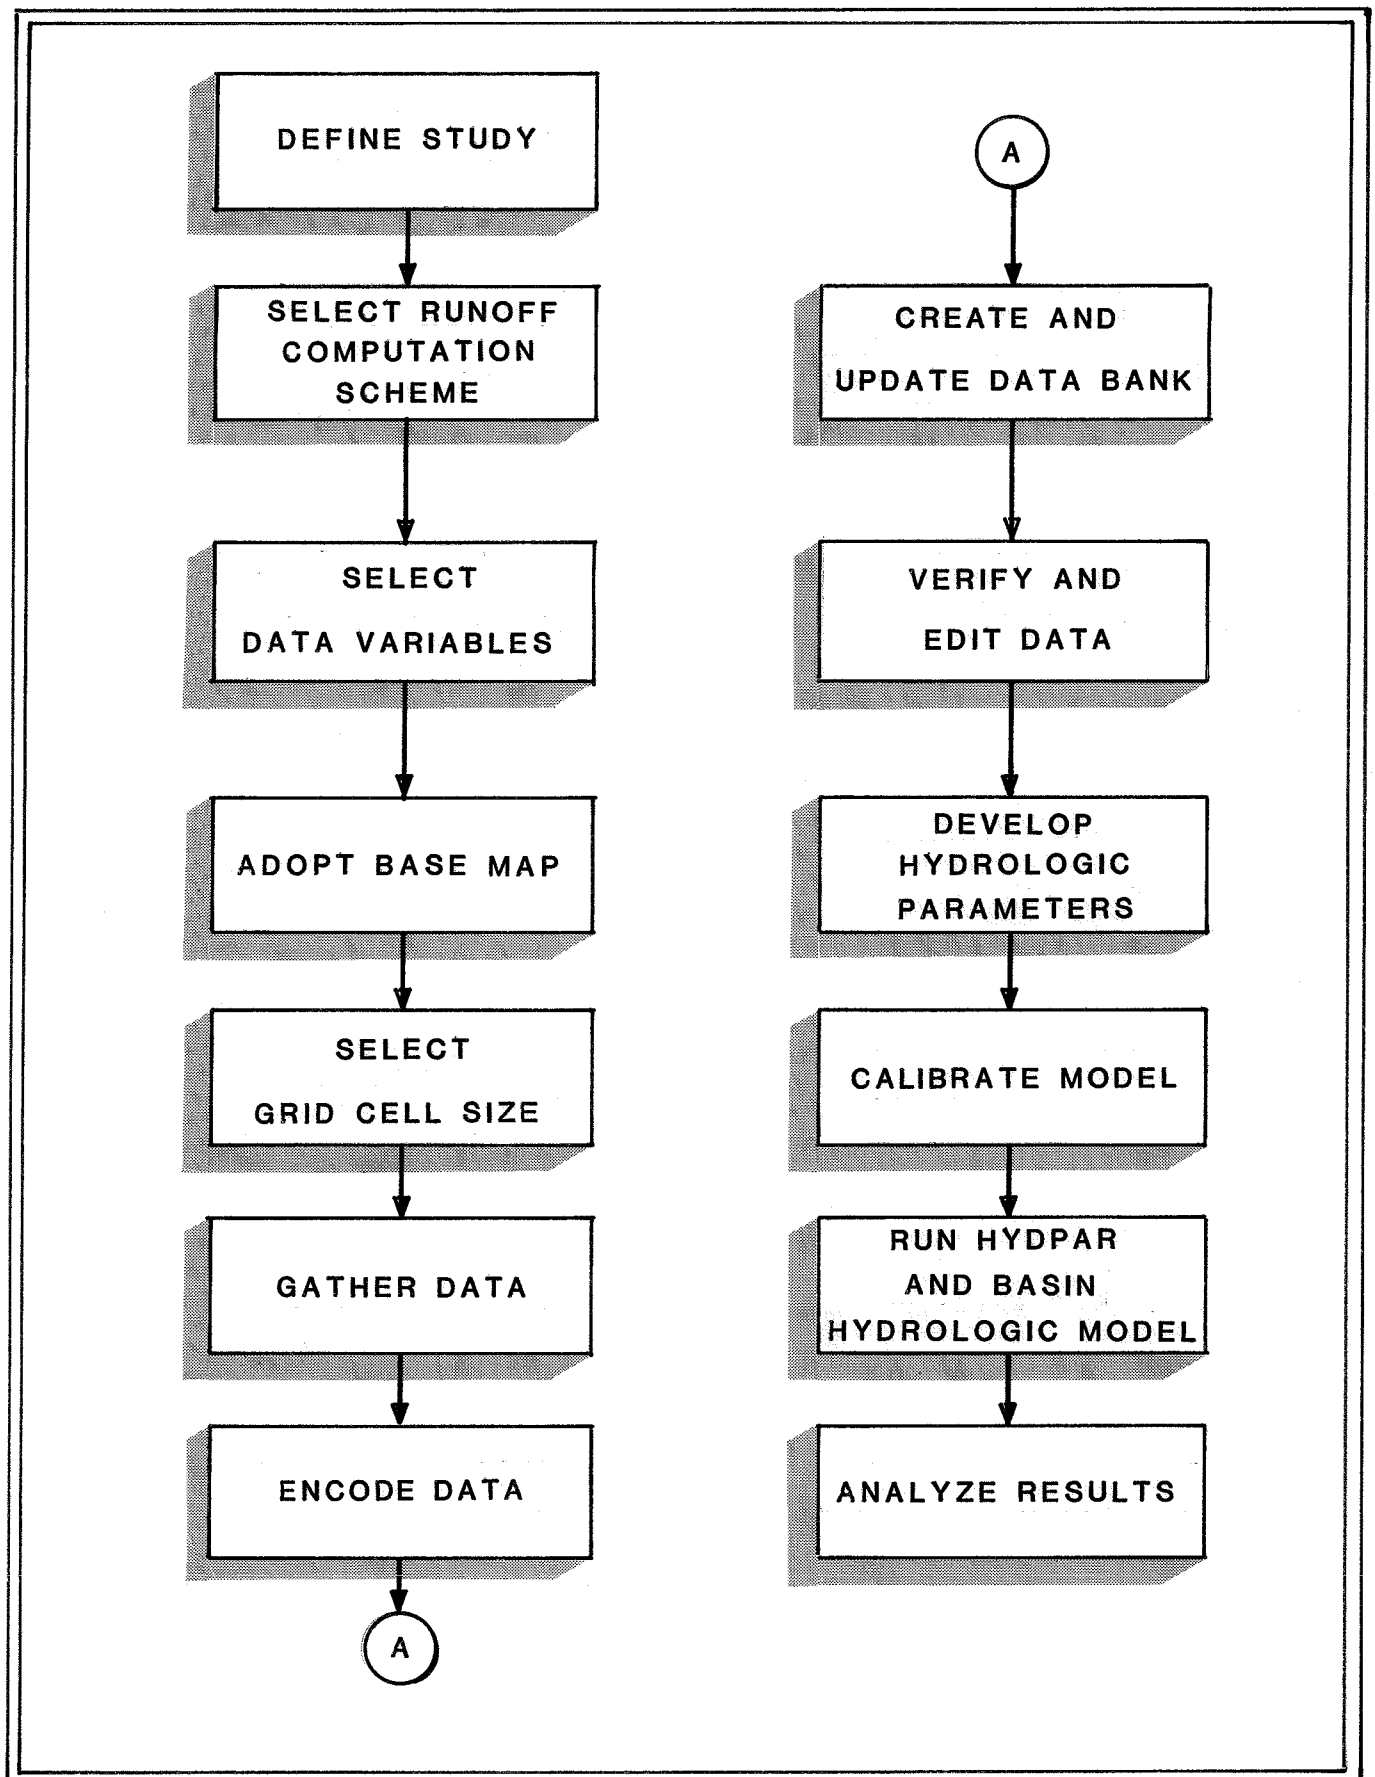 DEFINE STUDY
SELECT RUNOFF
COMPUTATION
SCHEME
SELECT
DATA VARIABLES
ADOPT BASE MAP
SELECT
GRID CELL SIZE
GATHER DATA
ENCODE DATA
A
A
CREATE AND
UPDATE DATA BANK
VERIFY AND
EDIT DATA
DEVELOP
HYDROLOGIC
PARAMETERS
CALIBRATE MODEL
RUN HYDPAR
AND BASIN
HYDROLOGIC MODEL
ANALYZE RESULTS